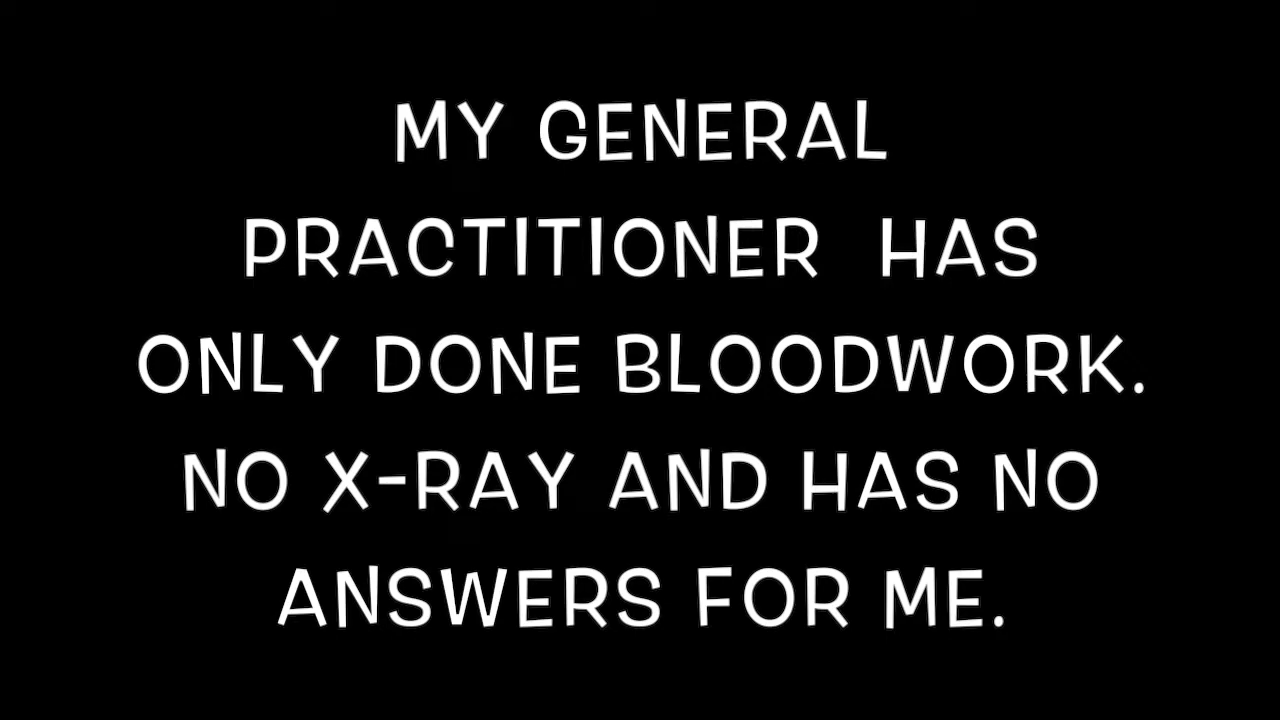 MY GENERAL
PRACTITIONER  HAS
ONLY DONE BLOODWORK.
NO X-RAY AND HAS NO
ANSWERS FOR ME.